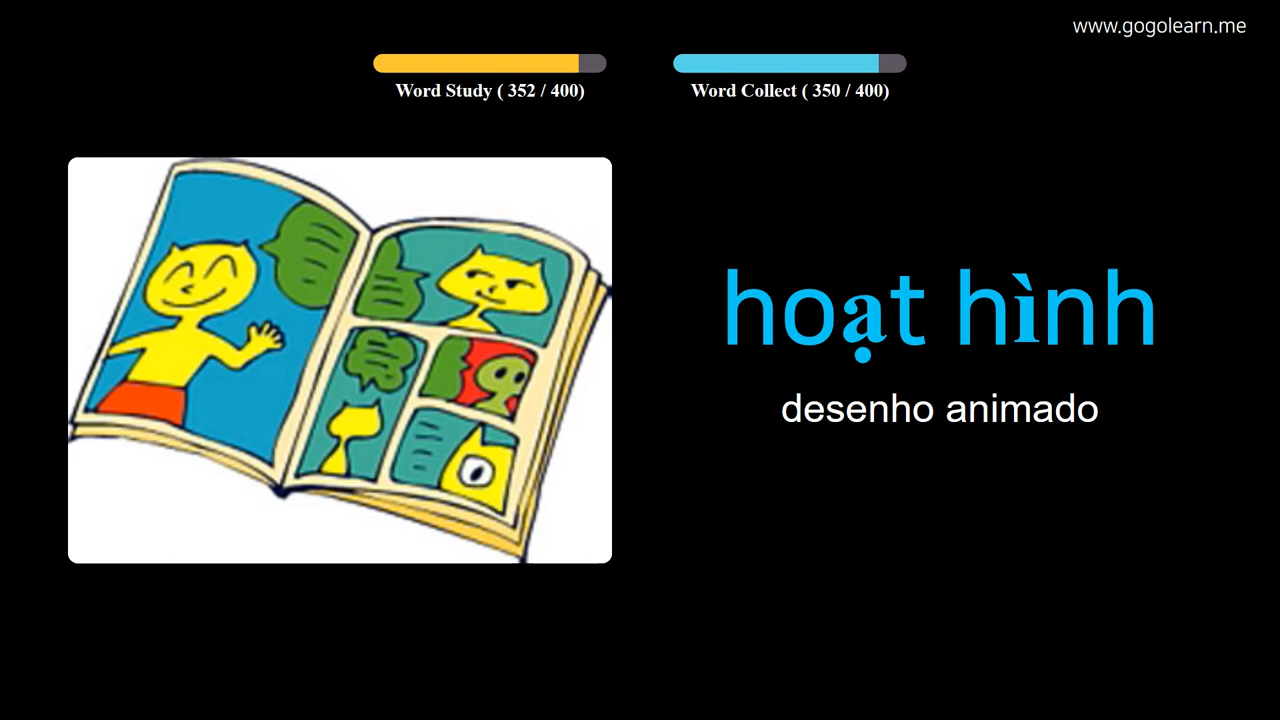 www.gogolearn.me
Word Study ( 352 / 400)
Word Collect ( 350 / 400)
hoạt hình
desenho animado